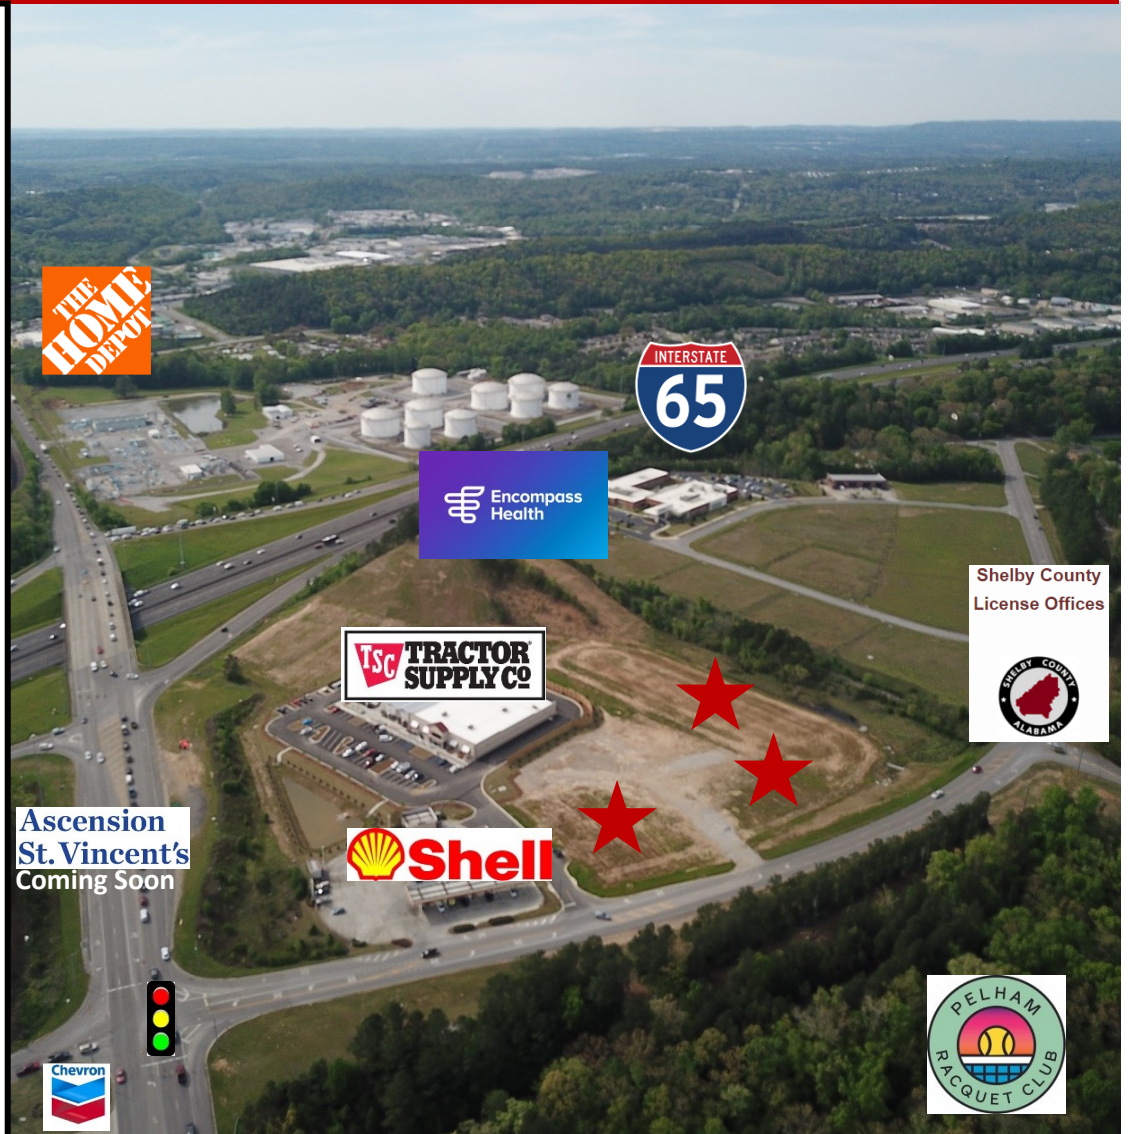 THE
HOME
DEPOT
INTERSTATE
65
Encompass
Health
Shelby County
License Offices
SHELBY COUNTY
ALABAMA
TSC TRACTOR
SUPPLY CO
Ascension
St. Vincent's
Coming Soon
Shell
PELHAM
RACQUET CLUB
Chevron